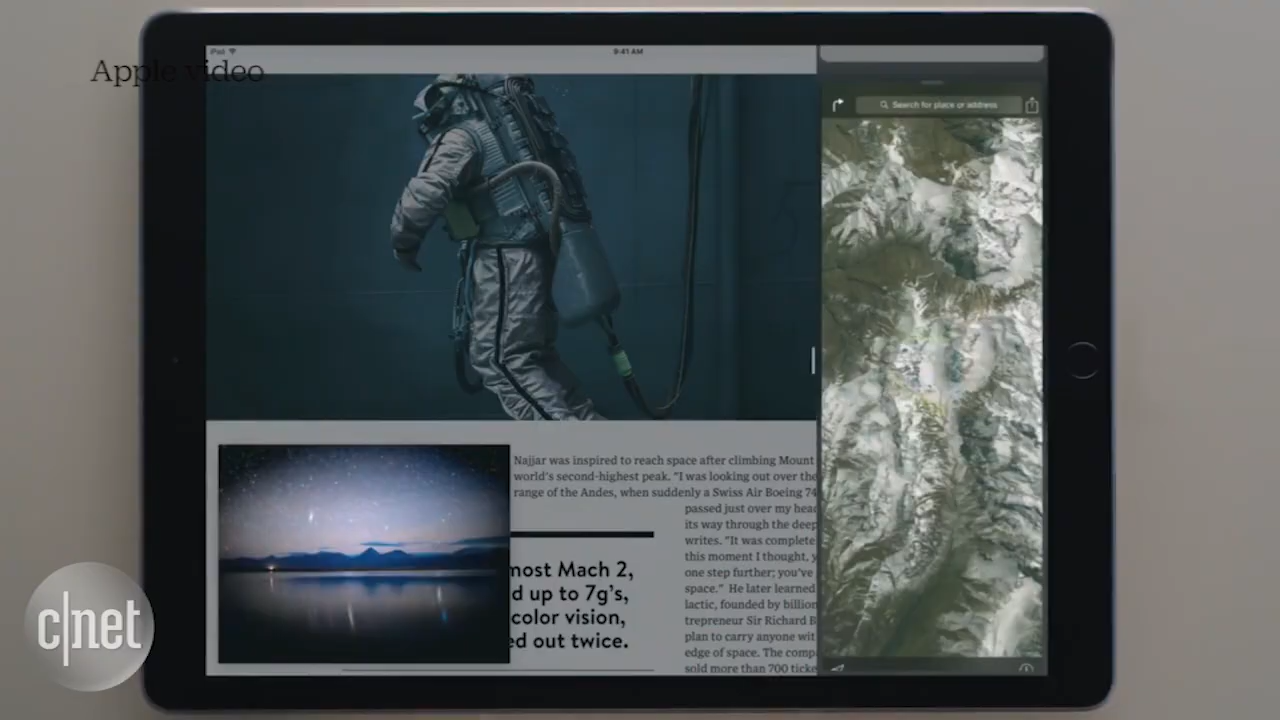 Apple video
iPad
9:41 AM
Search for place or address
Najjar was inspired to reach space after climbing Mount
world's second-highest peak. "I was looking out over the
range of the Andes, when suddenly a Swiss Air Boeing 74
passed just over my head
its way through the deep
writes. "It was complete
this moment I thought, y
one step further; you've
space." He later learned
lactic, founded by billion
trepreneur Sir Richard B
plan to carry anyone wit
edge of space. The comp
sold more than 700 ticke
most Mach 2,
d up to 7g's,
color vision,
ed out twice.
c|net